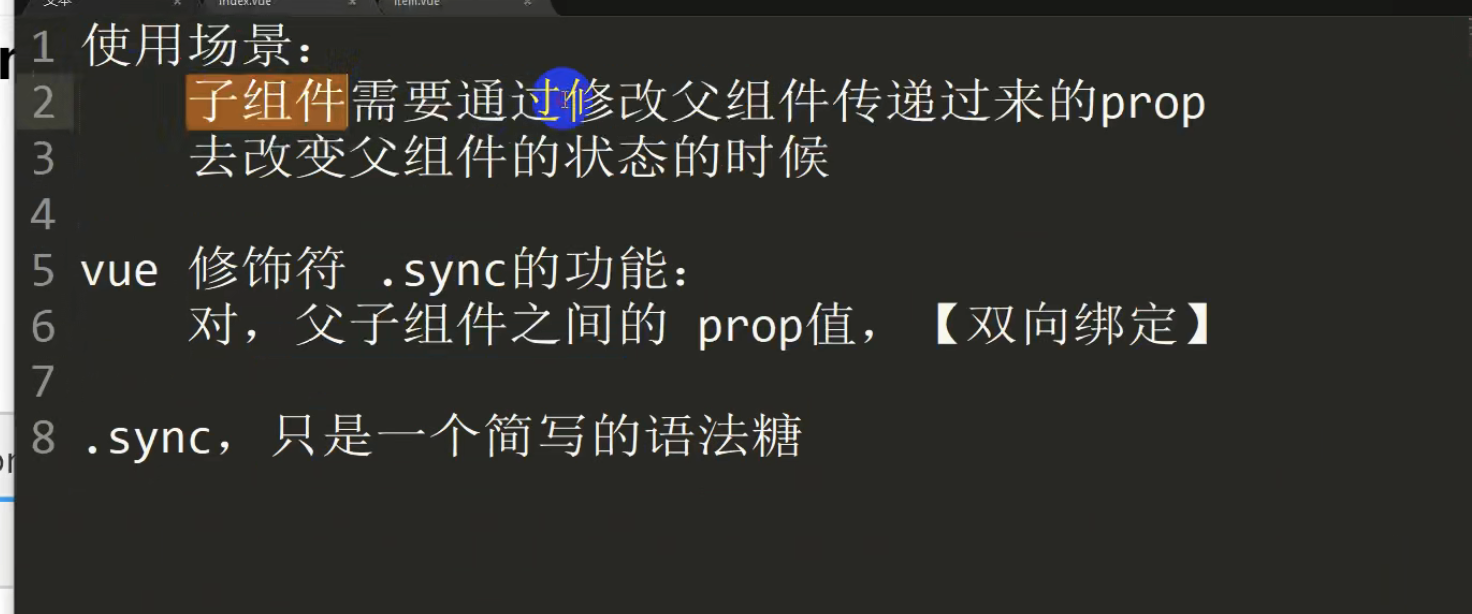 文本 × index.vue × item.vue ×
1 使用场景:
2 子组件需要通过修改父组件传递过来的prop
3 去改变父组件的状态的时候
4
5 vue 修饰符 .sync的功能:
6 对，父子组件之间的 prop值，【双向绑定】
7
8 .sync，只是一个简写的语法糖